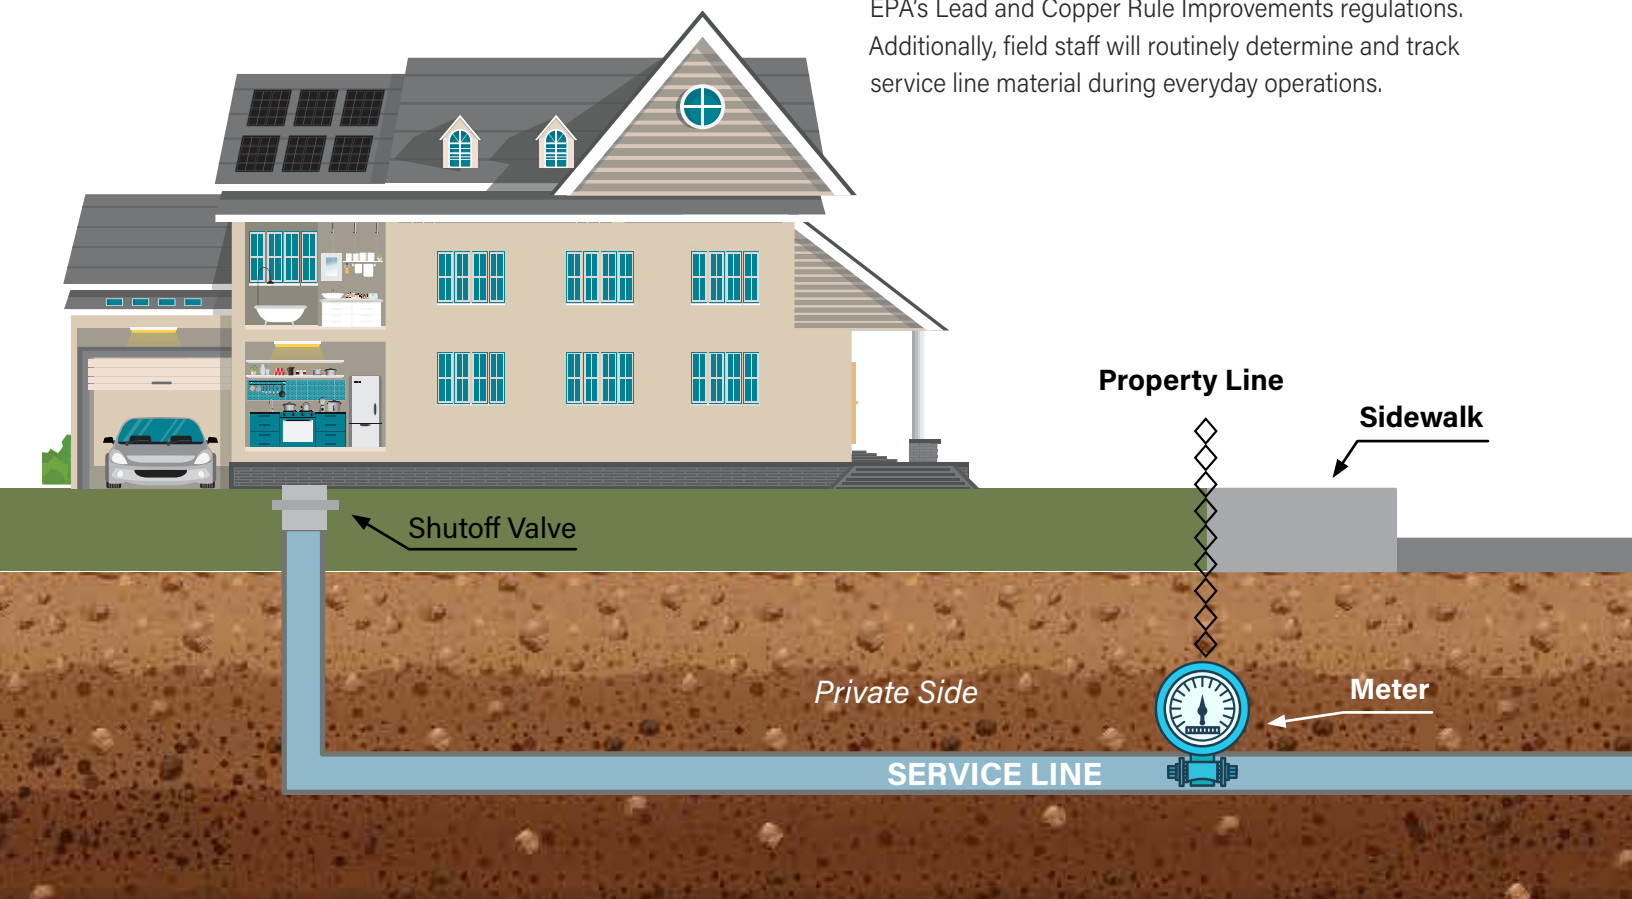 EPA's Lead and Copper Rule Improvements regulations.
Additionally, field staff will routinely determine and track
service line material during everyday operations.
Property Line
Sidewalk
Shutoff Valve
Private Side
Meter
SERVICE LINE